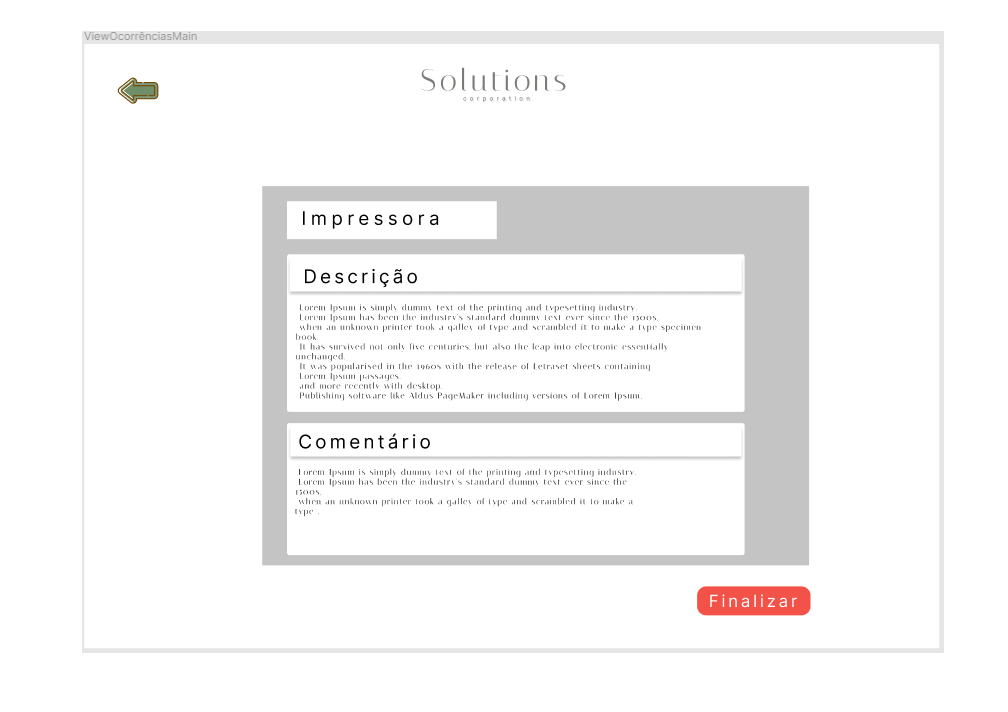 ViewOcorrênciasMain
Solutions
corporation
Impressora
Descrição
Lorem Ipsum is simply dummy text of the printing and typesetting industry.
Lorem Ipsum has been the industry's standard dummy text ever since the 1500s,
when an unknown printer took a galley of type and scrambled it to make a type specimen
book.
It has survived not only five centuries, but also the leap into electronic essentially
unchanged.
It was popularised in the 1960s with the release of Letraset sheets containing
Lorem Ipsum passages.
and more recently with desktop.
Publishing software like Aldus PageMaker including versions of Lorem Ipsum.
Comentário
Lorem Ipsum is simply dummy text of the printing and typesetting industry.
Lorem Ipsum has been the industry's standard dummy text ever since the
1500s,
when an unknown printer took a galley of type and scrambled it to make a
type .
Finalizar